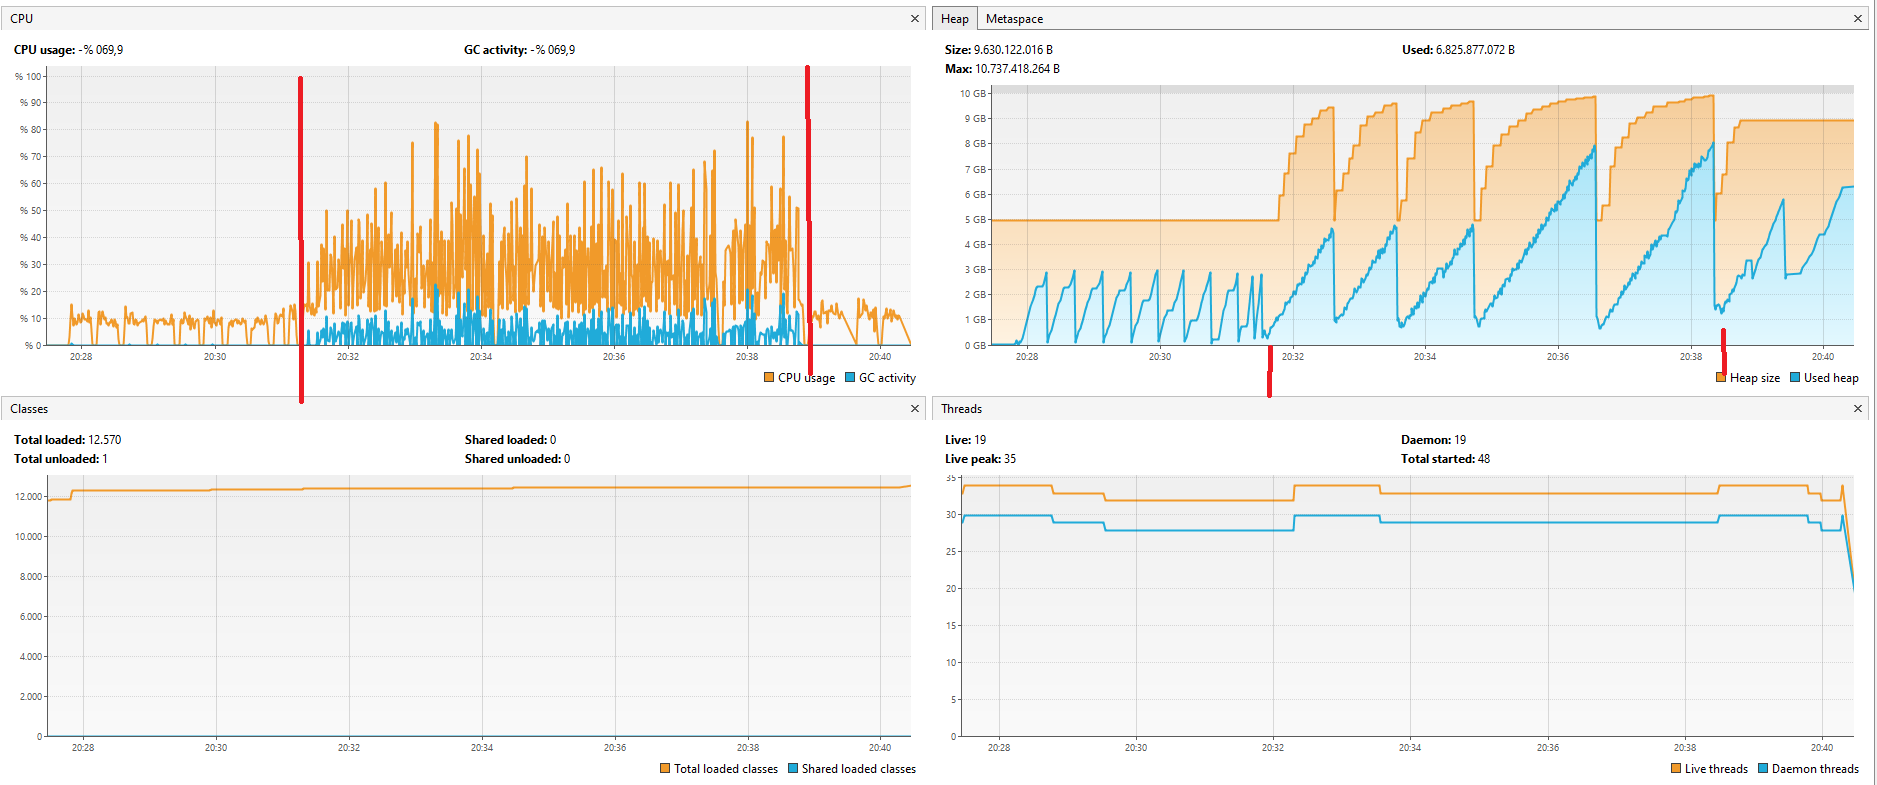 CPU
CPU usage: -% 069,9 GC activity: -% 069,9
% 100
% 90
% 80
% 70
% 60
% 50
% 40
% 30
% 20
% 10
% 0
20:28 20:30 20:32 20:34 20:36 20:38 20:40
CPU usage GC activity
Heap Metaspace
Size: 9.630.122.016 B Used: 6.825.877.072 B
Max: 10.737.418.264 B
10 GB
9 GB
8 GB
7 GB
6 GB
5 GB
4 GB
3 GB
2 GB
1 GB
0 GB
20:28 20:30 20:32 20:34 20:36 20:38 20:40
Heap size Used heap
Classes
Total loaded: 12.570 Shared loaded: 0
Total unloaded: 1 Shared unloaded: 0
12.000
10.000
8.000
6.000
4.000
2.000
0
20:28 20:30 20:32 20:34 20:36 20:38 20:40
Total loaded classes Shared loaded classes
Threads
Live: 19 Daemon: 19
Live peak: 35 Total started: 48
35
30
25
20
15
10
5
0
20:28 20:30 20:32 20:34 20:36 20:38 20:40
Live threads Daemon threads